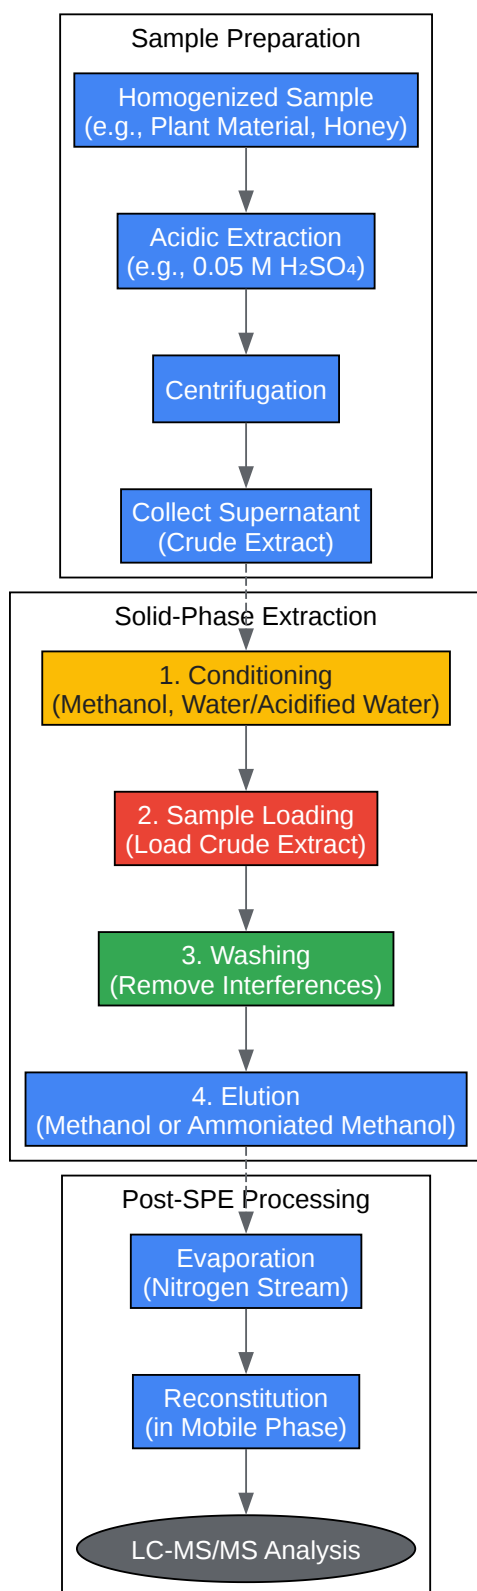 Sample Preparation
Homogenized Sample
(e.g., Plant Material, Honey)
Acidic Extraction
(e.g., 0.05 M H₂SO₄)
Centrifugation
Collect Supernatant
(Crude Extract)
Solid-Phase Extraction
1. Conditioning
(Methanol, Water/Acidified Water)
2. Sample Loading
(Load Crude Extract)
3. Washing
(Remove Interferences)
4. Elution
(Methanol or Ammoniated Methanol)
Post-SPE Processing
Evaporation
(Nitrogen Stream)
Reconstitution
(in Mobile Phase)
LC-MS/MS Analysis